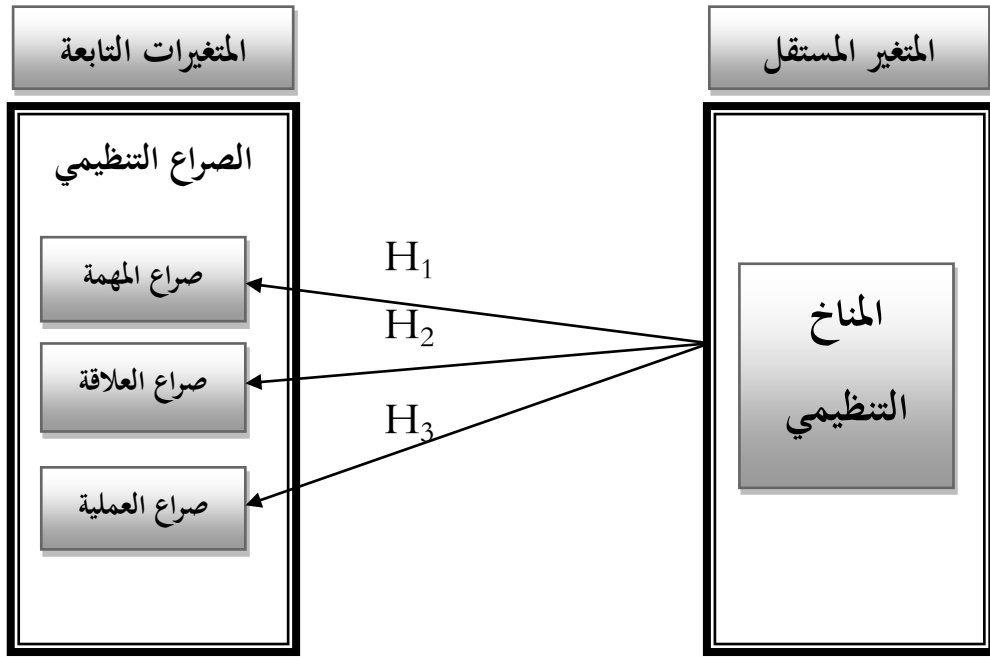 المتغير المستقل
المتغيرات التابعة
المناخ
التنظيمي
الصراع التنظيمي
صراع المهمة
صراع العلاقة
صراع العملية
H₁
H₂
H₃